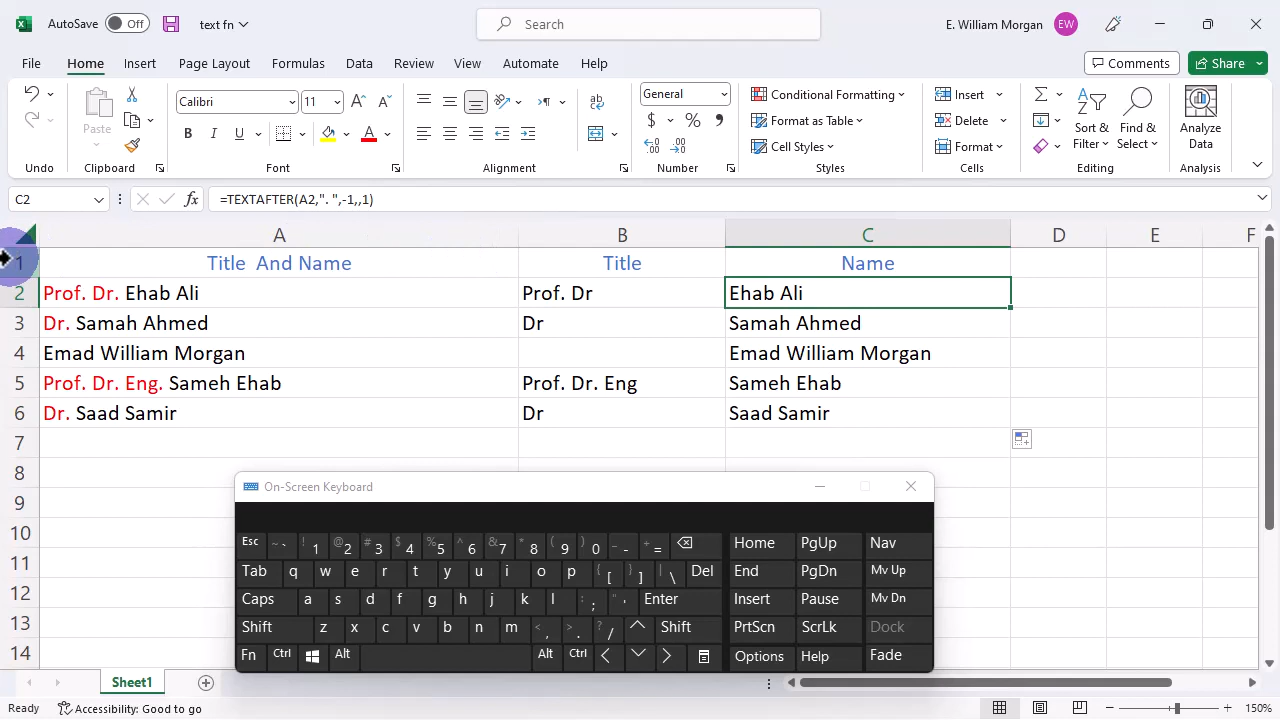 AutoSave Off text fn Search E. William Morgan EW
File Home Insert Page Layout Formulas Data Review View Automate Help Comments Share
Paste Calibri 11 General Conditional Formatting Insert Sort & Filter Find & Select Analyze Data
B I U A $ % , Format as Table Delete
Cell Styles Format
Undo Clipboard Font Alignment Number Styles Cells Editing Analysis
C2 fx =TEXTAFTER(A2,". ",-1,,1)
A B C D E F
1 Title And Name Title Name
2 Prof. Dr. Ehab Ali Prof. Dr Ehab Ali
3 Dr. Samah Ahmed Dr Samah Ahmed
4 Emad William Morgan Emad William Morgan
5 Prof. Dr. Eng. Sameh Ehab Prof. Dr. Eng Sameh Ehab
6 Dr. Saad Samir Dr Saad Samir
7
8
9
10
11
12
13
14
On-Screen Keyboard
Esc ~ ` ! 1 @ 2 # 3 $ 4 % 5 ^ 6 & 7 * 8 ( 9 ) 0 _ - + = Home PgUp Nav
Tab q w e r t y u i o p { [ } ] | \ Del End PgDn Mv Up
Caps a s d f g h j k l : ; " ' Enter Insert Pause Mv Dn
Shift z x c v b n m < , > . ? / Shift PrtScn ScrLk Dock
Fn Ctrl Alt Alt Ctrl Options Help Fade
Sheet1
Ready Accessibility: Good to go 150%